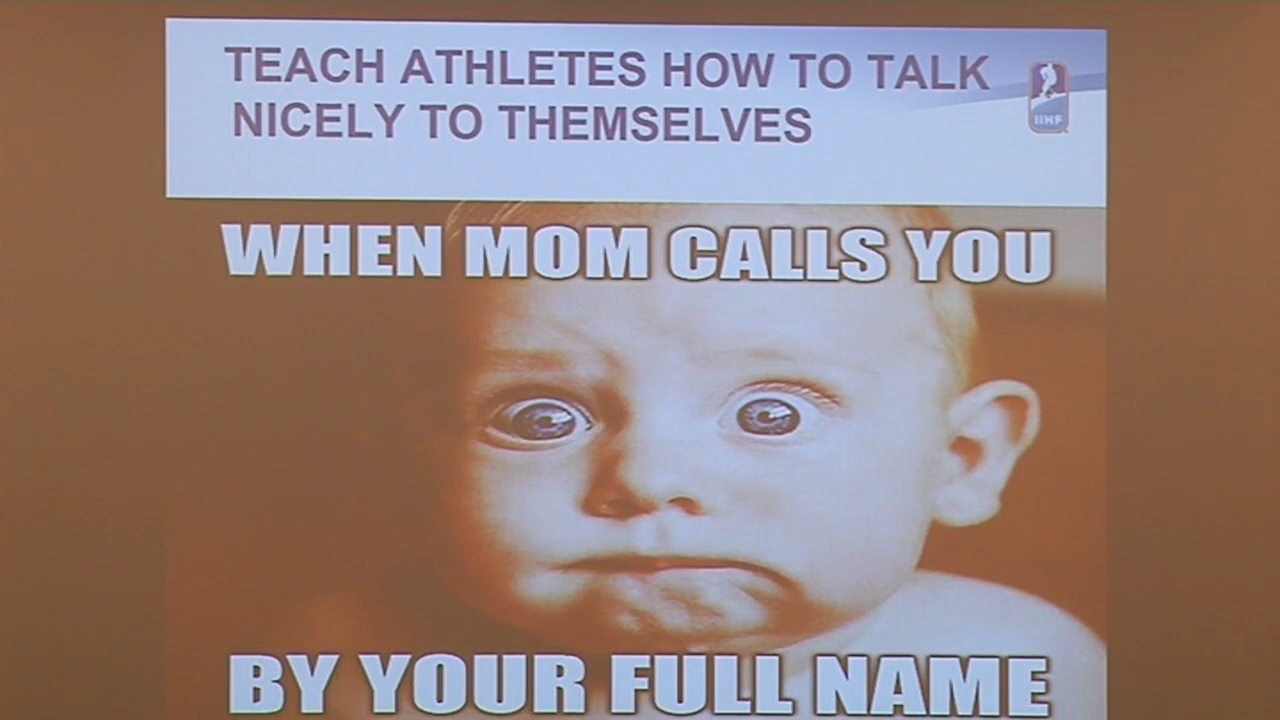 TEACH ATHLETES HOW TO TALK
NICELY TO THEMSELVES
IIHF
WHEN MOM CALLS YOU
BY YOUR FULL NAME